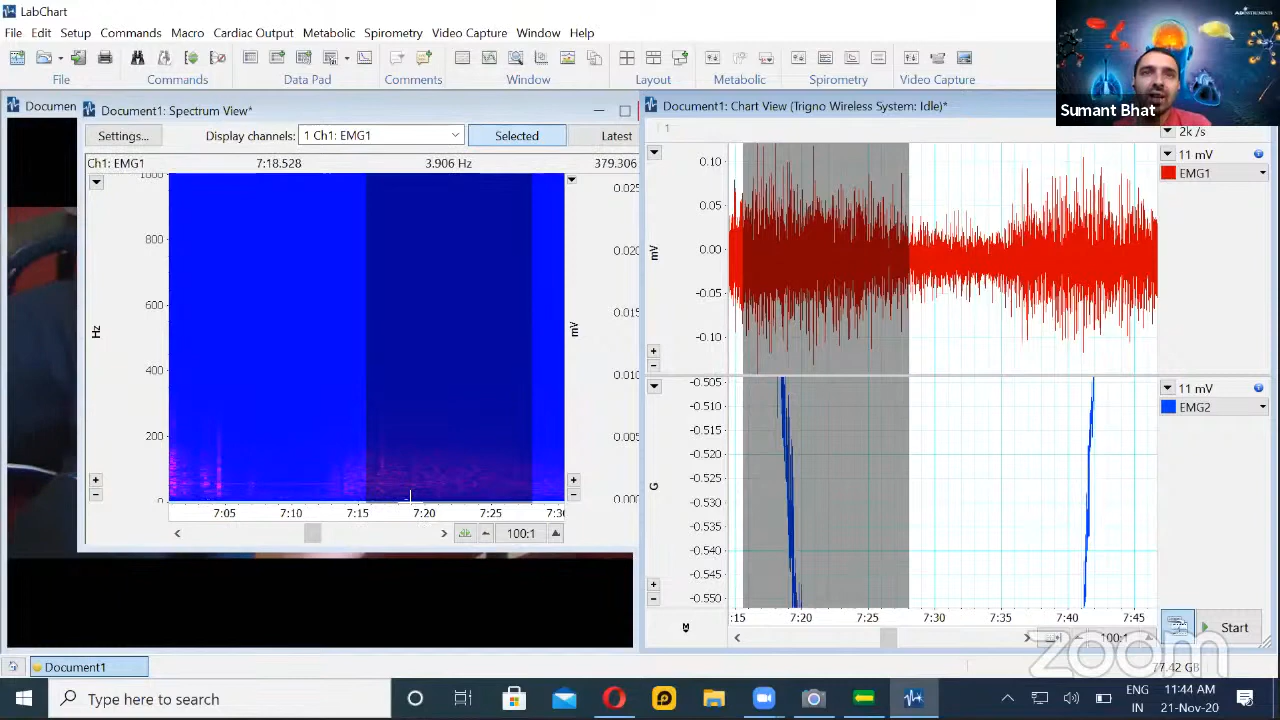 LabChart
File Edit Setup Commands Macro Cardiac Output Metabolic Spirometry Video Capture Window Help
File Commands Data Pad Comments Window Layout Metabolic Spirometry Video Capture
ADINSTRUMENTS
Sumant Bhat
Documen
Document1: Spectrum View*
Document1: Chart View (Trigno Wireless System: Idle)*
Settings... Display channels: 1 Ch1: EMG1 Selected Latest
Ch1: EMG1 7:18.528 3.906 Hz 379.306
1
2k /s
11 mV
EMG1
1000
800
600
400
200
0
Hz
0.025
0.020
0.015
0.010
0.005
0.000
mV
7:05 7:10 7:15 7:20 7:25 7:30
100:1
0.10
0.05
0.00
-0.05
-0.10
mV
11 mV
EMG2
-0.505
-0.510
-0.515
-0.520
-0.525
-0.530
-0.535
-0.540
-0.545
-0.550
G
:15 7:20 7:25 7:30 7:35 7:40 7:45
100:1
Start
zoom
Document1
77.42 GB
Type here to search
ENG
IN
11:44 AM
21-Nov-20